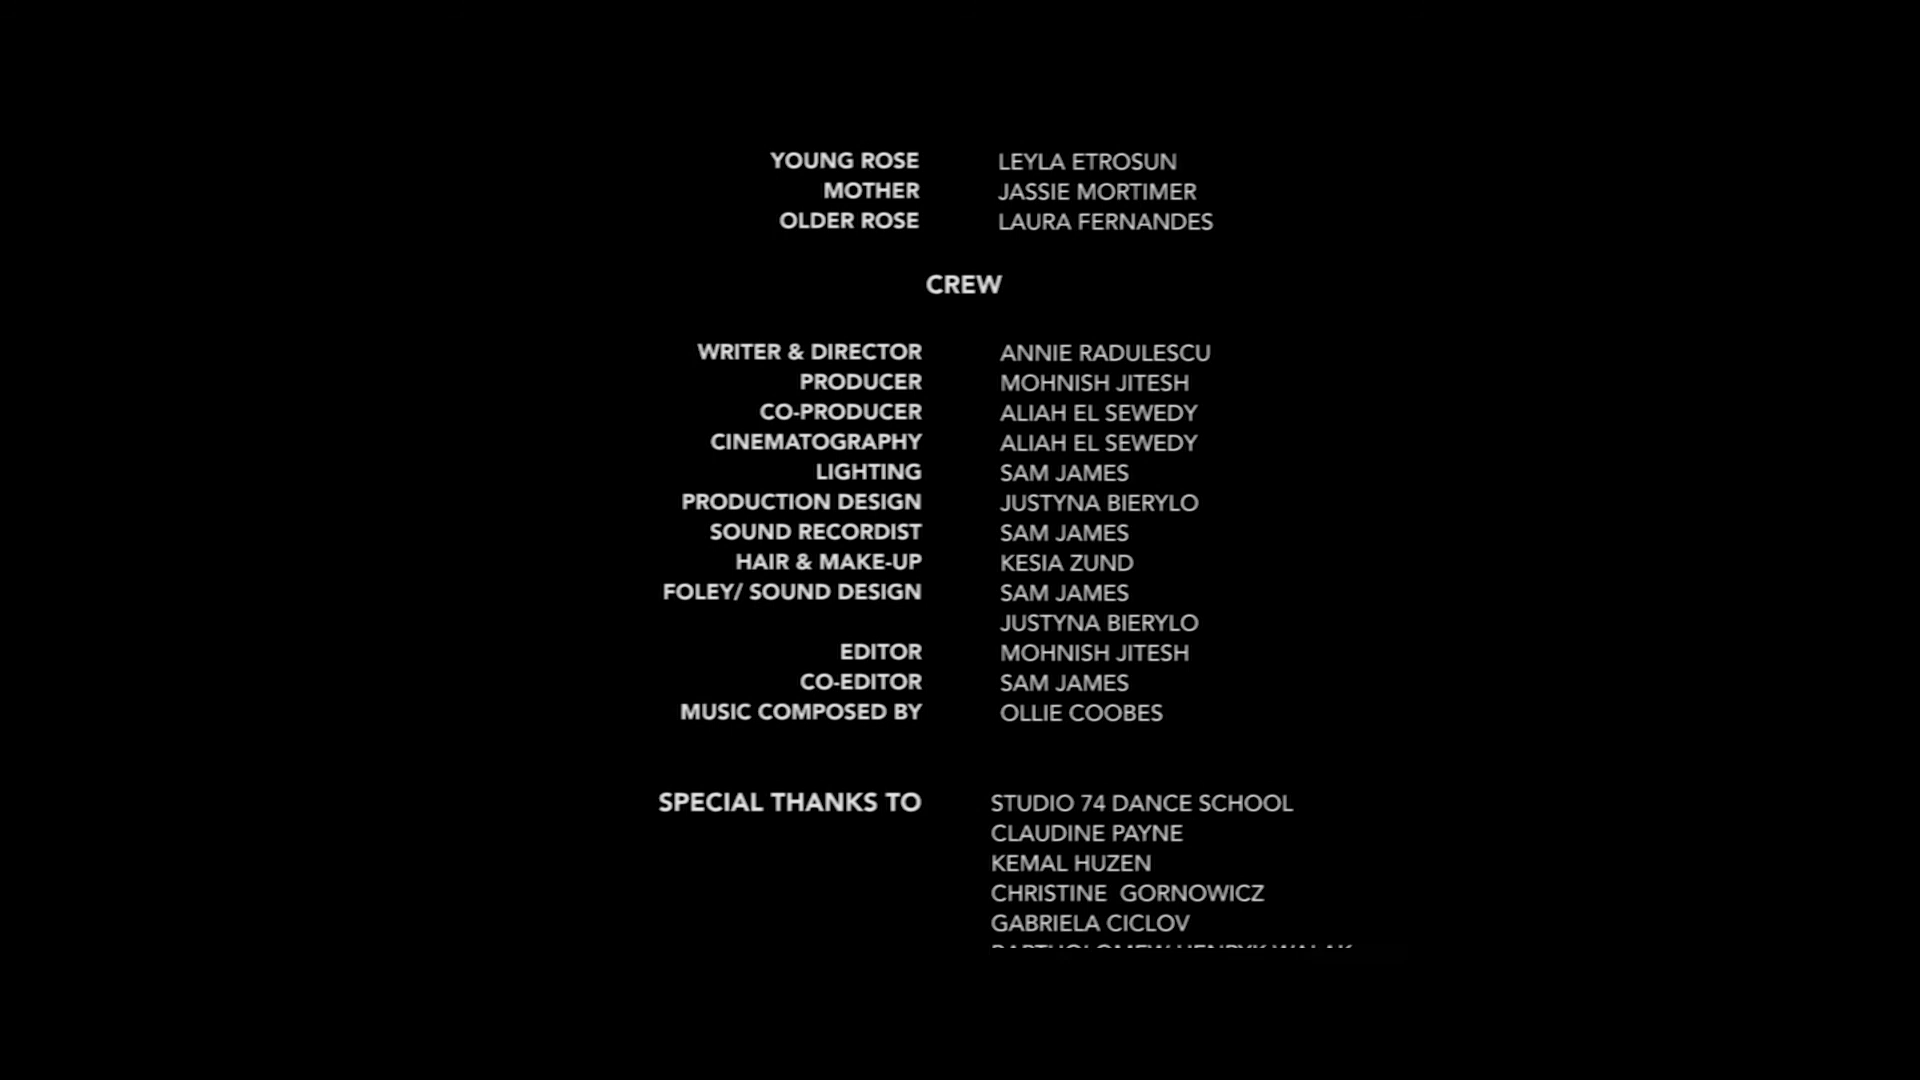 YOUNG ROSE LEYLA ETROSUN
MOTHER JASSIE MORTIMER
OLDER ROSE LAURA FERNANDES
CREW
WRITER & DIRECTOR ANNIE RADULESCU
PRODUCER MOHNISH JITESH
CO-PRODUCER ALIAH EL SEWEDY
CINEMATOGRAPHY ALIAH EL SEWEDY
LIGHTING SAM JAMES
PRODUCTION DESIGN JUSTYNA BIERYLO
SOUND RECORDIST SAM JAMES
HAIR & MAKE-UP KESIA ZUND
FOLEY/ SOUND DESIGN SAM JAMES
JUSTYNA BIERYLO
EDITOR MOHNISH JITESH
CO-EDITOR SAM JAMES
MUSIC COMPOSED BY OLLIE COOBES
SPECIAL THANKS TO STUDIO 74 DANCE SCHOOL
CLAUDINE PAYNE
KEMAL HUZEN
CHRISTINE  GORNOWICZ
GABRIELA CICLOV